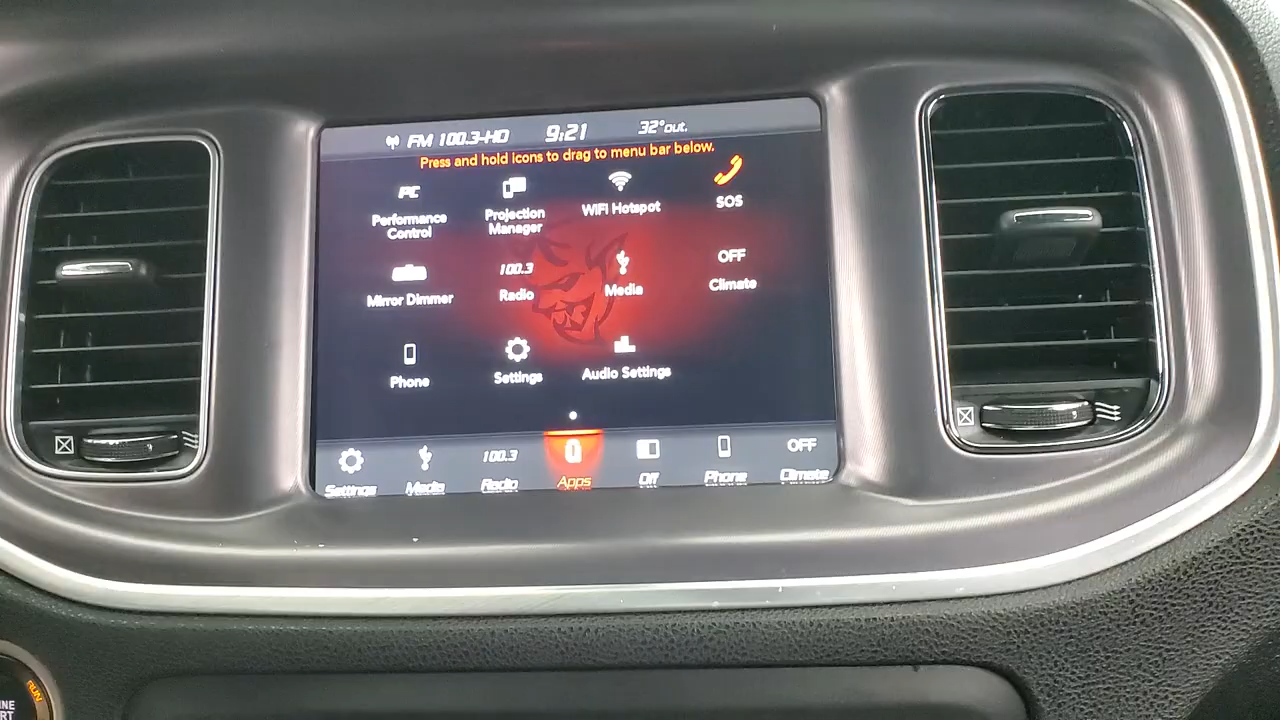 FM 100.3-HD 9:21 32°out.
Press and hold icons to drag to menu bar below.
PC
Performance
Control
Projection
Manager
WiFi Hotspot
SOS
Mirror Dimmer
100.3
Radio
Media
OFF
Climate
Phone
Settings
Audio Settings
Settings
Media
100.3
Radio
Apps
Off
Phone
OFF
Climate
RUN